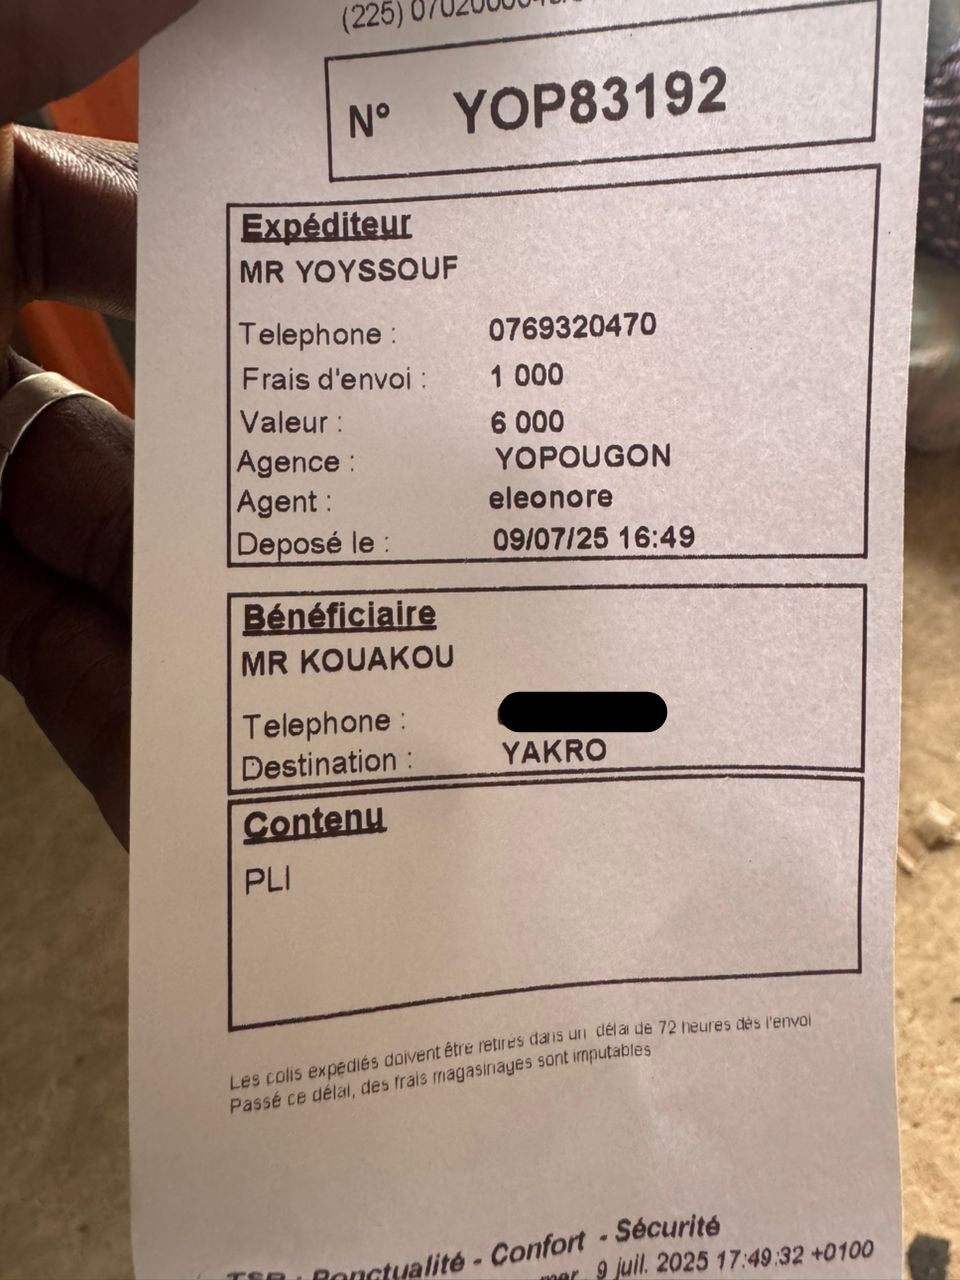 (225)
N° YOP83192
Expéditeur
MR YOYSSOUF
Telephone : 0769320470
Frais d'envoi : 1 000
Valeur : 6 000
Agence : YOPOUGON
Agent : eleonore
Deposé le : 09/07/25 16:49
Bénéficiaire
MR KOUAKOU
Telephone :
Destination : YAKRO
Contenu
PLI
Les colis expédiés doivent être retirés dans un délai de 72 heures dès l'envoi
Passé ce délai, des frais magasinages sont imputables
TSR : Ponctualité - Confort - Sécurité
mer. 9 juil. 2025 17:49:32 +0100